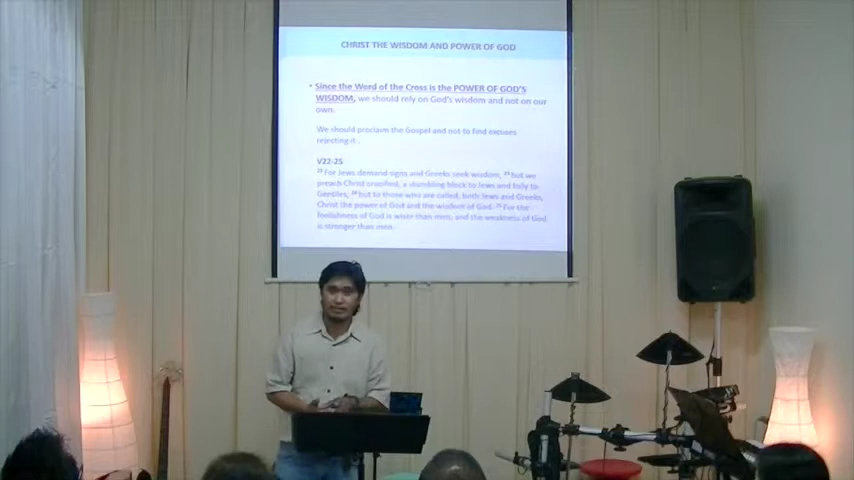 CHRIST THE WISDOM AND POWER OF GOD
• Since the Word of the Cross is the POWER OF GOD'S
WISDOM, we should rely on God's wisdom and not on our
own.
We should proclaim the Gospel and not to find excuses
rejecting it.
V22-25
22 For Jews demand signs and Greeks seek wisdom, 23 but we
preach Christ crucified, a stumbling block to Jews and folly to
Gentiles, 24 but to those who are called, both Jews and Greeks,
Christ the power of God and the wisdom of God. 25 For the
foolishness of God is wiser than men, and the weakness of God
is stronger than men.